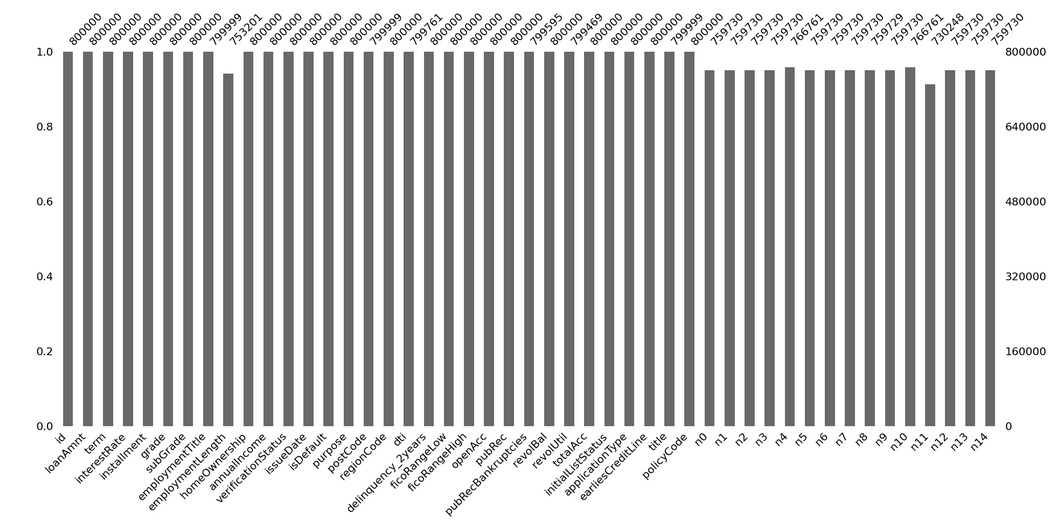 800000
800000
800000
800000
800000
800000
800000
799999
753201
800000
800000
800000
800000
800000
800000
799999
800000
799761
800000
800000
800000
800000
800000
799595
800000
799469
800000
800000
800000
800000
799999
800000
759730
759730
759730
759730
766761
759730
759730
759730
759729
759730
766761
730248
759730
759730
759730
1.0
0.8
0.6
0.4
0.2
0.0
800000
640000
480000
320000
160000
0
id
loanAmnt
term
interestRate
installment
grade
subGrade
employmentTitle
employmentLength
homeOwnership
annualIncome
verificationStatus
issueDate
isDefault
purpose
postCode
regionCode
dti
delinquency_2years
ficoRangeLow
ficoRangeHigh
openAcc
pubRec
pubRecBankruptcies
revolBal
revolUtil
totalAcc
initialListStatus
applicationType
earliesCreditLine
title
policyCode
n0
n1
n2
n3
n4
n5
n6
n7
n8
n9
n10
n11
n12
n13
n14